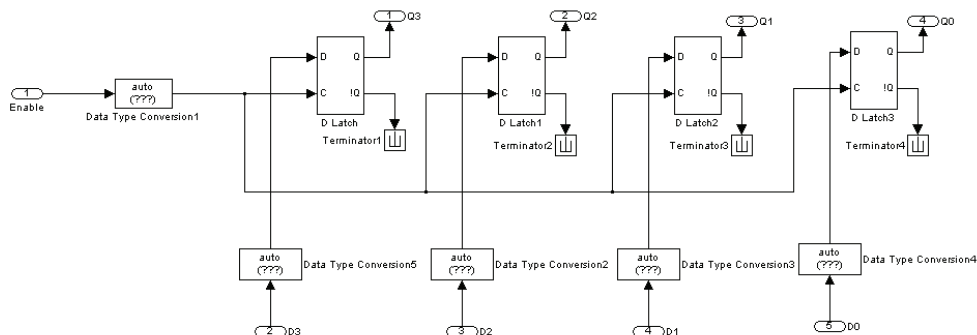 1 Q3
2 Q2
3 Q1
4 Q0
D Q
C !Q
D Latch
D Q
C !Q
D Latch1
D Q
C !Q
D Latch2
D Q
C !Q
D Latch3
1
Enable
auto
(???)
Data Type Conversion1
Terminator1
Terminator2
Terminator3
Terminator4
auto
(???)
Data Type Conversion5
auto
(???)
Data Type Conversion2
auto
(???)
Data Type Conversion3
auto
(???)
Data Type Conversion4
2 D3
3 D2
4 D1
5 D0